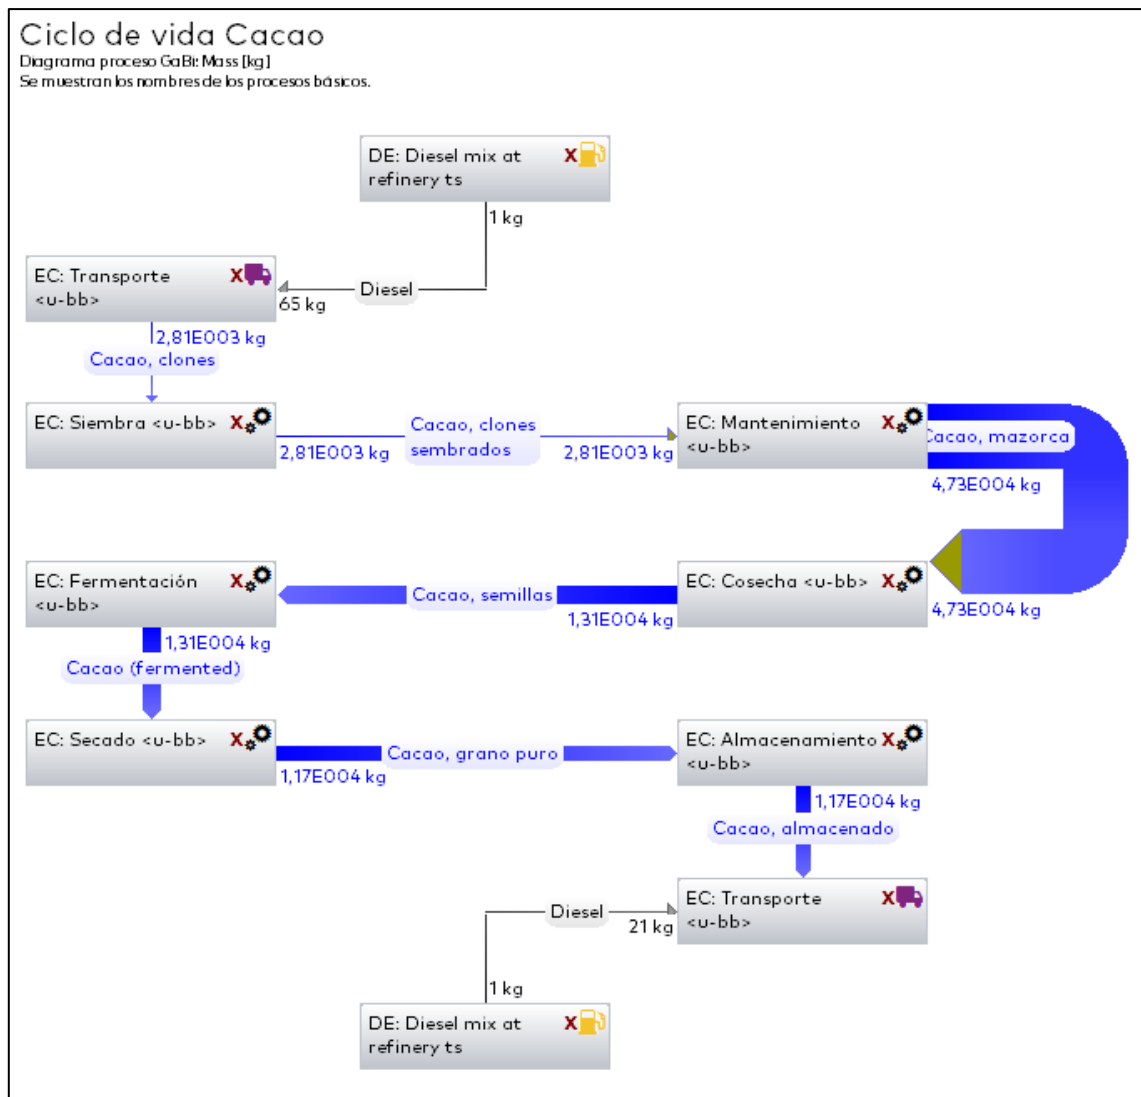 Ciclo de vida Cacao
Diagrama proceso GaBi: Mass [kg]
Se muestran los nombres de los procesos básicos.
DE: Diesel mix at
refinery ts
X
1 kg
EC: Transporte
<u-bb>
X
Diesel
65 kg
2,81E003 kg
Cacao, clones
EC: Siembra <u-bb>
X
2,81E003 kg
Cacao, clones
sembrados
2,81E003 kg
EC: Mantenimiento
<u-bb>
X
Cacao, mazorca
4,73E004 kg
4,73E004 kg
EC: Cosecha <u-bb>
X
1,31E004 kg
Cacao, semillas
EC: Fermentación
<u-bb>
X
1,31E004 kg
Cacao (fermented)
EC: Secado <u-bb>
X
1,17E004 kg
Cacao, grano puro
EC: Almacenamiento
<u-bb>
X
1,17E004 kg
Cacao, almacenado
EC: Transporte
<u-bb>
X
Diesel
21 kg
1 kg
DE: Diesel mix at
refinery ts
X